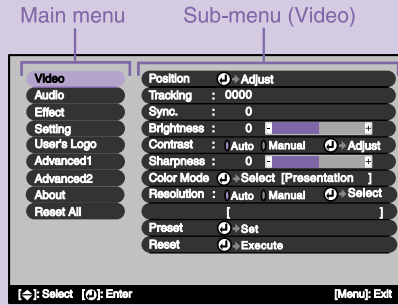 Main menu
Sub-menu (Video)
Video
Audio
Effect
Setting
User's Logo
Advanced1
Advanced2
About
Reset All
Position Adjust
Tracking : 0000
Sync. : 0
Brightness : 0 - +
Contrast : Auto Manual Adjust
Sharpness : 0 - +
Color Mode Select [Presentation ]
Resolution : Auto Manual Select
[ ]
Preset Set
Reset Execute
[ ]: Select [ ]: Enter [Menu]: Exit